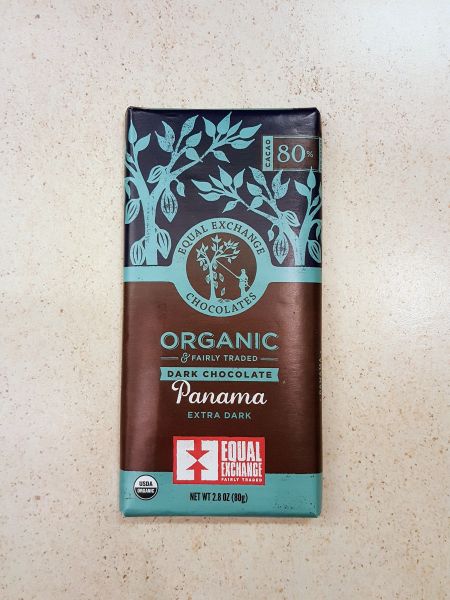 CACAO 80%
EQUAL EXCHANGE
CHOCOLATES
ORGANIC
& FAIRLY TRADED
DARK CHOCOLATE
Panama
EXTRA DARK
EQUAL
EXCHANGE
FAIRLY TRADED
USDA
ORGANIC
NET WT 2.8 OZ (80g)
PANAMA